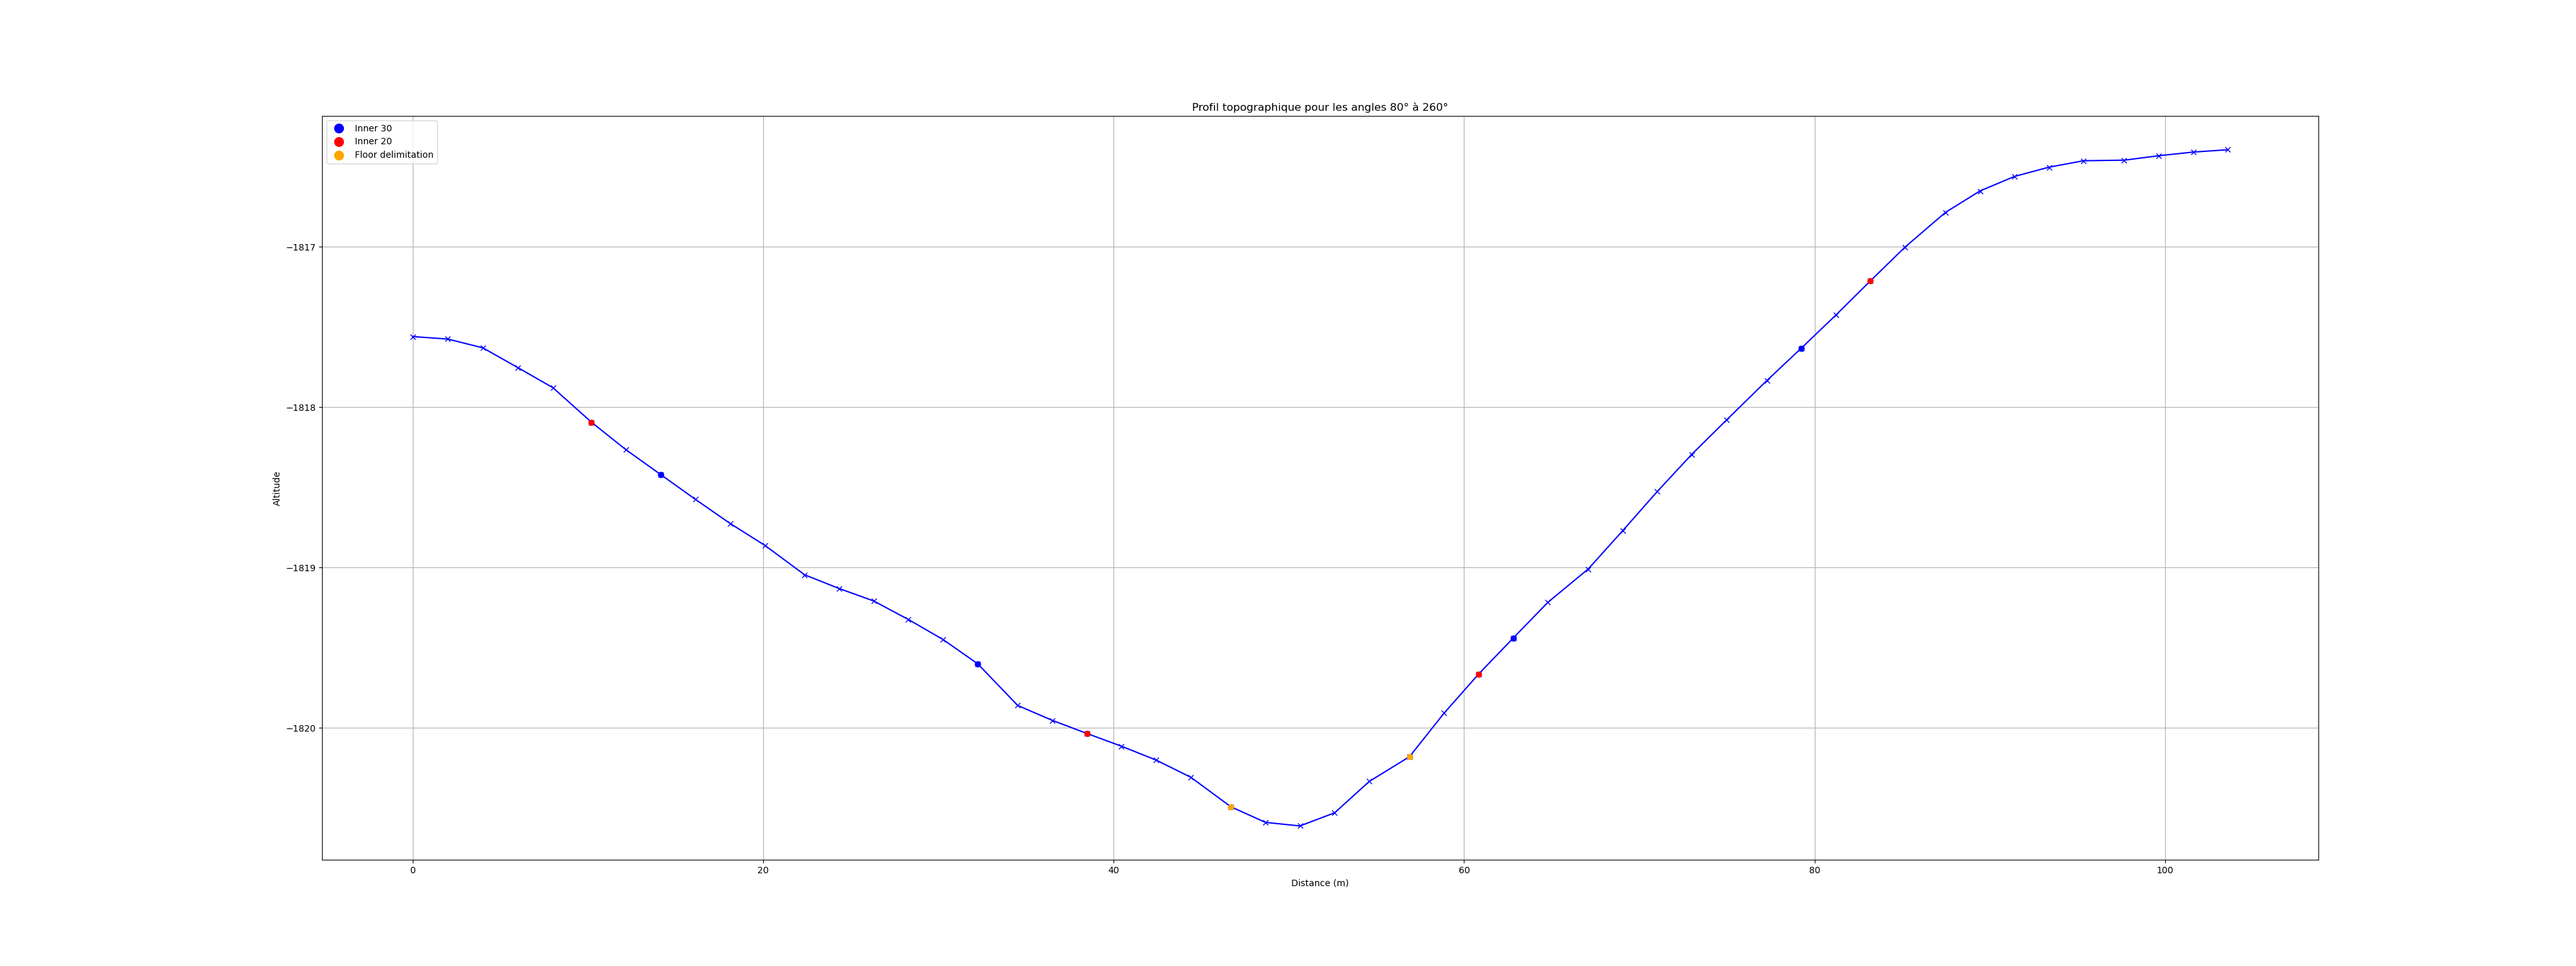 Profil topographique pour les angles 80° à 260°
Inner 30
Inner 20
Floor delimitation
−1817
−1818
−1819
−1820
Altitude
0 20 40 60 80 100
Distance (m)